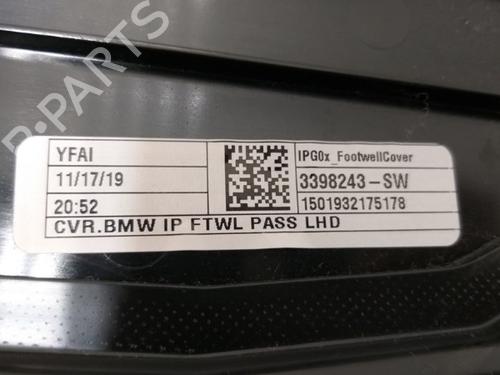 B-PARTS
YFAI
11/17/19
20:52
IPG0x_FootwellCover
3398243-SW
1501932175178
CVR.BMW IP FTWL PASS LHD